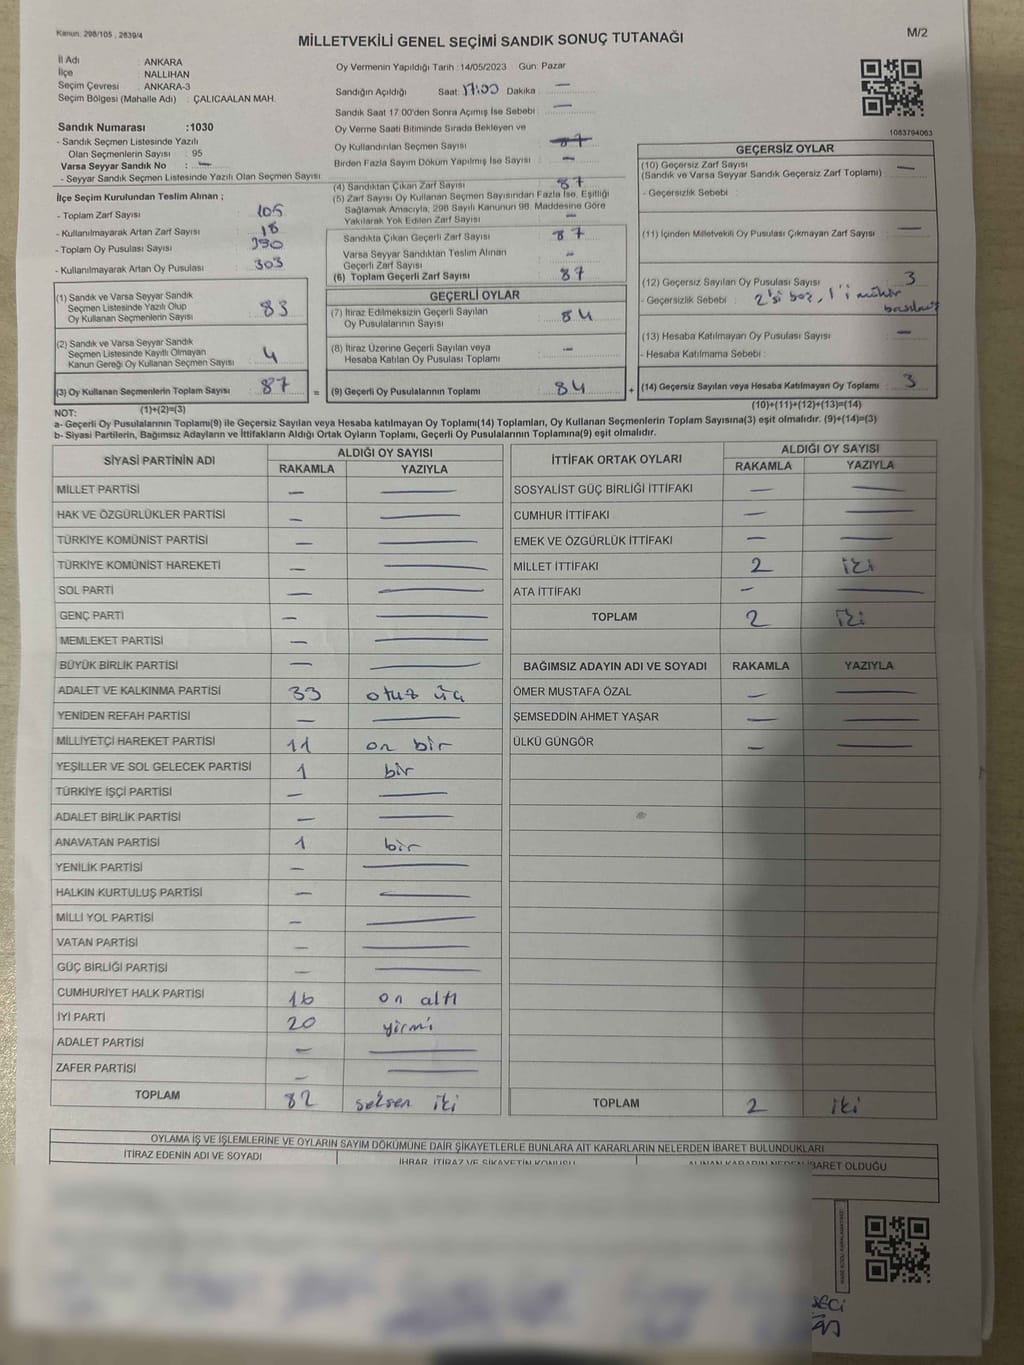 Kanun: 298/105 , 2839/4
M/2
MİLLETVEKİLİ GENEL SEÇİMİ SANDIK SONUÇ TUTANAĞI
İl Adı : ANKARA
İlçe : NALLIHAN
Seçim Çevresi : ANKARA-3
Seçim Bölgesi (Mahalle Adı) : ÇALICAALAN MAH.
Sandık Numarası :1030
- Sandık Seçmen Listesinde Yazılı
Olan Seçmenlerin Sayısı : 95
Varsa Seyyar Sandık No : —
- Seyyar Sandık Seçmen Listesinde Yazılı Olan Seçmen Sayısı
İlçe Seçim Kurulundan Teslim Alınan ;
- Toplam Zarf Sayısı 105
- Kullanılmayarak Artan Zarf Sayısı 18
- Toplam Oy Pusulası Sayısı 390
- Kullanılmayarak Artan Oy Pusulası 303
Oy Vermenin Yapıldığı Tarih :14/05/2023 Gün: Pazar
Sandığın Açıldığı Saat: 17:00 Dakika —
Sandık Saat 17:00'den Sonra Açımış İse Sebebi : —
Oy Verme Saati Bitiminde Sırada Bekleyen ve
Oy Kullandırılan Seçmen Sayısı
Birden Fazla Sayım Döküm Yapılmış İse Sayısı —
(4) Sandıktan Çıkan Zarf Sayısı 87
(5) Zarf Sayısı Oy Kullanan Seçmen Sayısından Fazla İse, Eşitliği
Sağlamak Amacıyla, 298 Sayılı Kanunun 98. Maddesine Göre
Yakılarak Yok Edilen Zarf Sayısı —
Sandıkta Çıkan Geçerli Zarf Sayısı 87
Varsa Seyyar Sandıktan Teslim Alınan
Geçerli Zarf Sayısı —
(6) Toplam Geçerli Zarf Sayısı 87
1083794063
GEÇERSİZ OYLAR
(10) Geçersiz Zarf Sayısı
(Sandık ve Varsa Seyyar Sandık Geçersiz Zarf Toplamı) —
- Geçersizlik Sebebi :
(11) İçinden Milletvekili Oy Pusulası Çıkmayan Zarf Sayısı —
(12) Geçersiz Sayılan Oy Pusulası Sayısı 3
- Geçersizlik Sebebi : 2'si boş, 1'i mühür
(13) Hesaba Katılmayan Oy Pusulası Sayısı —
- Hesaba Katılmama Sebebi :
(14) Geçersiz Sayılan veya Hesaba Katılmayan Oy Toplamı 3
(10)+(11)+(12)+(13)=(14)
(1) Sandık ve Varsa Seyyar Sandık
Seçmen Listesinde Yazılı Olup
Oy Kullanan Seçmenlerin Sayısı 83
(2) Sandık ve Varsa Seyyar Sandık
Seçmen Listesinde Kayıtlı Olmayan
Kanun Gereği Oy Kullanan Seçmen Sayısı 4
(3) Oy Kullanan Seçmenlerin Toplam Sayısı 87 =
(1)+(2)=(3)
GEÇERLİ OYLAR
(7) İtiraz Edilmeksizin Geçerli Sayılan
Oy Pusulalarının Sayısı 84
(8) İtiraz Üzerine Geçerli Sayılan veya
Hesaba Katılan Oy Pusulası Toplamı —
(9) Geçerli Oy Pusulalarının Toplamı 84 +
NOT:
a- Geçerli Oy Pusulalarının Toplamı(9) ile Geçersiz Sayılan veya Hesaba katılmayan Oy Toplamı(14) Toplamları, Oy Kullanan Seçmenlerin Toplam Sayısına(3) eşit olmalıdır. (9)+(14)=(3)
b- Siyasi Partilerin, Bağımsız Adayların ve İttifakların Aldığı Ortak Oyların Toplamı, Geçerli Oy Pusulalarının Toplamına(9) eşit olmalıdır.
SİYASİ PARTİNİN ADI ALDIĞI OY SAYISI
RAKAMLA YAZIYLA
MİLLET PARTİSİ — —
HAK VE ÖZGÜRLÜKLER PARTİSİ — —
TÜRKİYE KOMÜNİST PARTİSİ — —
TÜRKİYE KOMÜNİST HAREKETİ — —
SOL PARTİ — —
GENÇ PARTİ — —
MEMLEKET PARTİSİ — —
BÜYÜK BİRLİK PARTİSİ — —
ADALET VE KALKINMA PARTİSİ 33 otuz üç
YENİDEN REFAH PARTİSİ — —
MİLLİYETÇİ HAREKET PARTİSİ 11 on bir
YEŞİLLER VE SOL GELECEK PARTİSİ 1 bir
TÜRKİYE İŞÇİ PARTİSİ — —
ADALET BİRLİK PARTİSİ — —
ANAVATAN PARTİSİ 1 bir
YENİLİK PARTİSİ — —
HALKIN KURTULUŞ PARTİSİ — —
MİLLİ YOL PARTİSİ — —
VATAN PARTİSİ — —
GÜÇ BİRLİĞİ PARTİSİ — —
CUMHURİYET HALK PARTİSİ 16 on altı
İYİ PARTİ 20 yirmi
ADALET PARTİSİ — —
ZAFER PARTİSİ — —
TOPLAM 82 seksen iki
İTTİFAK ORTAK OYLARI ALDIĞI OY SAYISI
RAKAMLA YAZIYLA
SOSYALİST GÜÇ BİRLİĞİ İTTİFAKI — —
CUMHUR İTTİFAKI — —
EMEK VE ÖZGÜRLÜK İTTİFAKI — —
MİLLET İTTİFAKI 2 iki
ATA İTTİFAKI — —
TOPLAM 2 iki
BAĞIMSIZ ADAYIN ADI VE SOYADI RAKAMLA YAZIYLA
ÖMER MUSTAFA ÖZAL — —
ŞEMSEDDİN AHMET YAŞAR — —
ÜLKÜ GÜNGÖR — —
TOPLAM 2 iki
OYLAMA İŞ VE İŞLEMLERİNE VE OYLARIN SAYIM DÖKÜMÜNE DAİR ŞİKAYETLERLE BUNLARA AİT KARARLARIN NELERDEN İBARET BULUNDUKLARI
İTİRAZ EDENİN ADI VE SOYADI
İHBAR, İTİRAZ VE ŞİKAYETİN KONUSU
ALINAN KARARIN NEDEN İBARET OLDUĞU